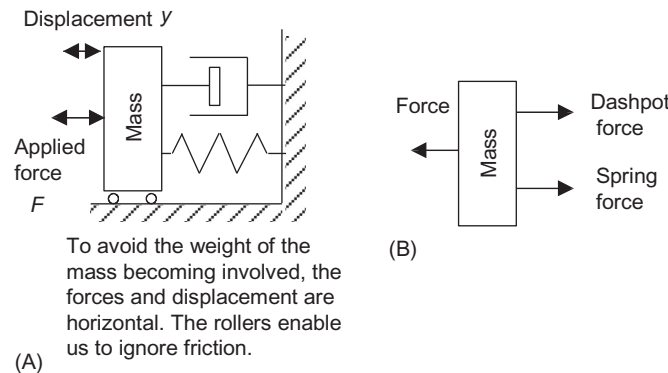 Displacement y
Mass
Applied
force
F
To avoid the weight of the
mass becoming involved, the
forces and displacement are
horizontal. The rollers enable
us to ignore friction.
(A)
Force
Mass
Dashpot
force
Spring
force
(B)